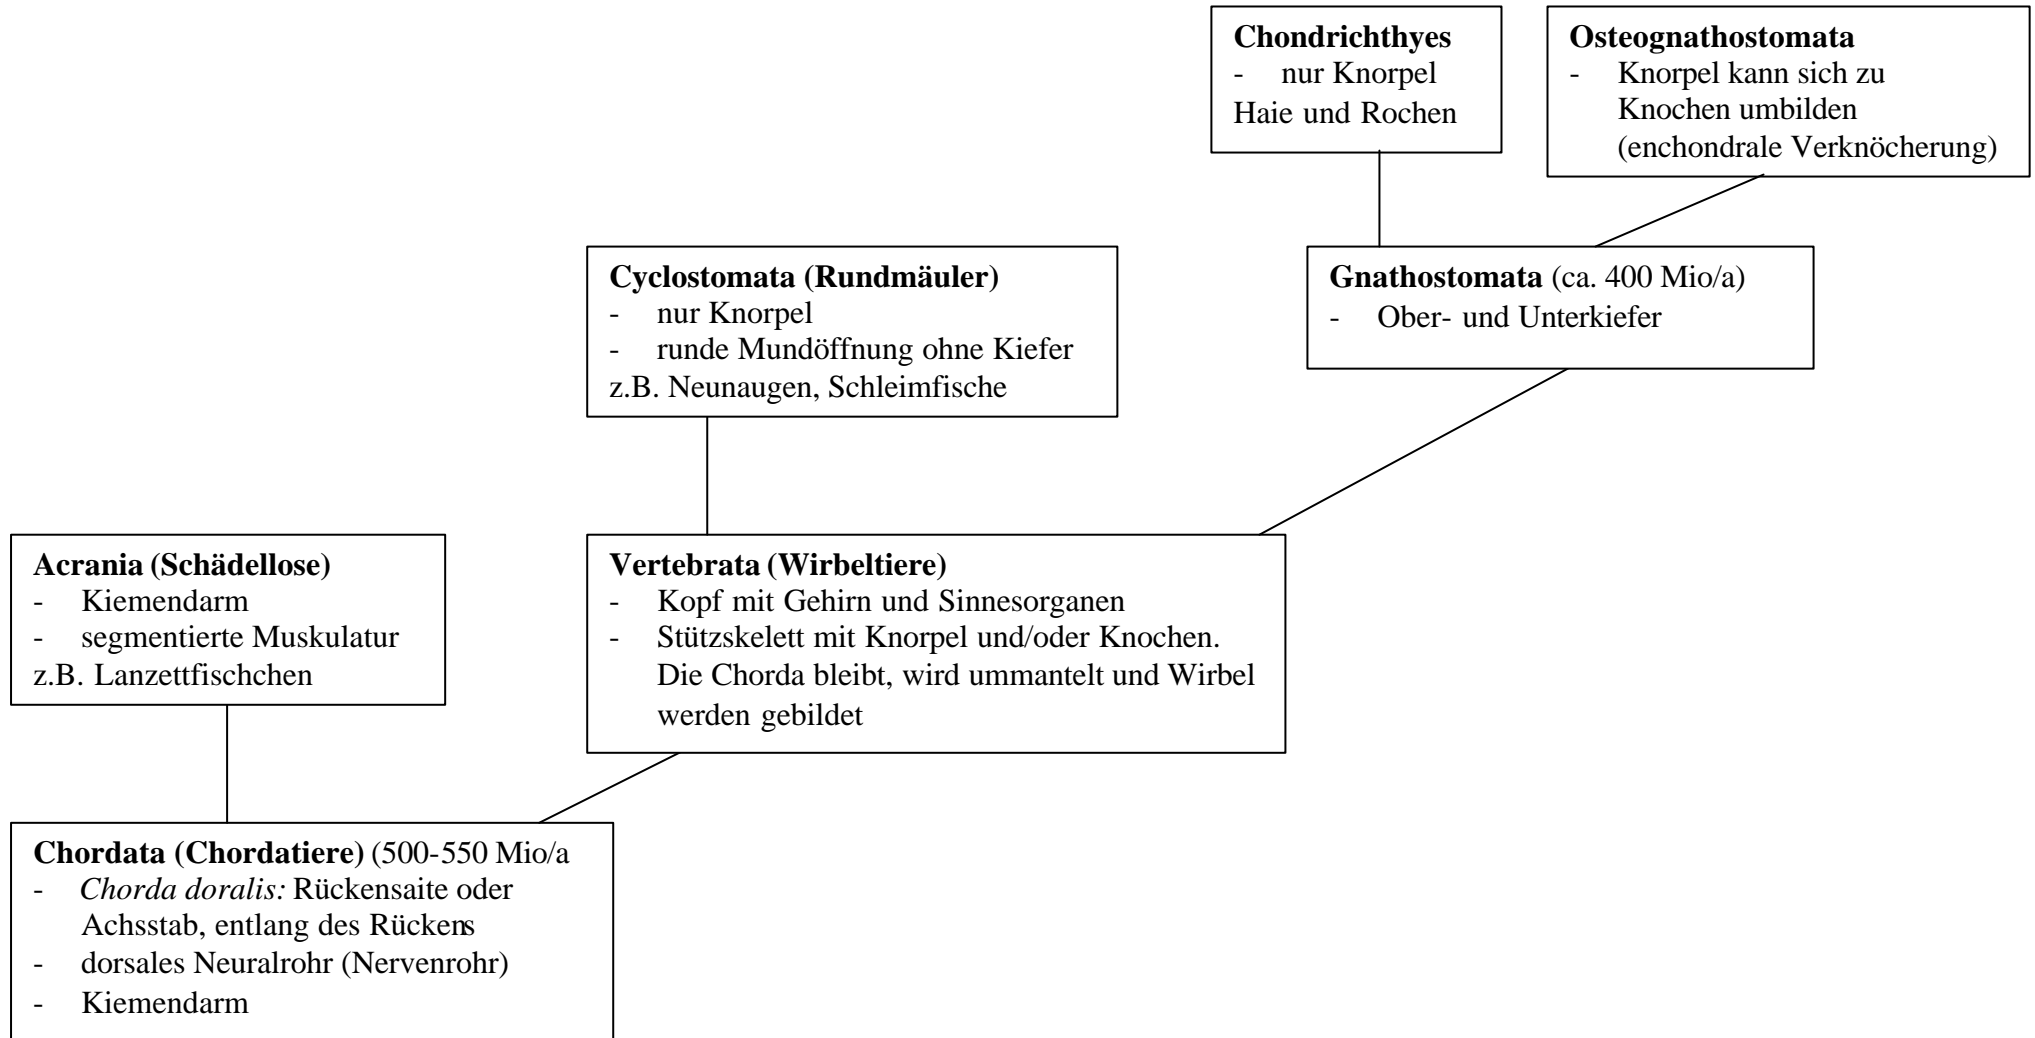 Chondrichthyes
- nur Knorpel
Haie und Rochen
Osteognathostomata
- Knorpel kann sich zu
Knochen umbilden
(enchondrale Verknöcherung)
Cyclostomata (Rundmäuler)
- nur Knorpel
- runde Mundöffnung ohne Kiefer
z.B. Neunaugen, Schleimfische
Gnathostomata (ca. 400 Mio/a)
- Ober- und Unterkiefer
Acrania (Schädellose)
- Kiemendarm
- segmentierte Muskulatur
z.B. Lanzettfischchen
Vertebrata (Wirbeltiere)
- Kopf mit Gehirn und Sinnesorganen
- Stützskelett mit Knorpel und/oder Knochen.
Die Chorda bleibt, wird ummantelt und Wirbel
werden gebildet
Chordata (Chordatiere) (500-550 Mio/a
- Chorda doralis: Rückensaite oder
Achsstab, entlang des Rückens
- dorsales Neuralrohr (Nervenrohr)
- Kiemendarm